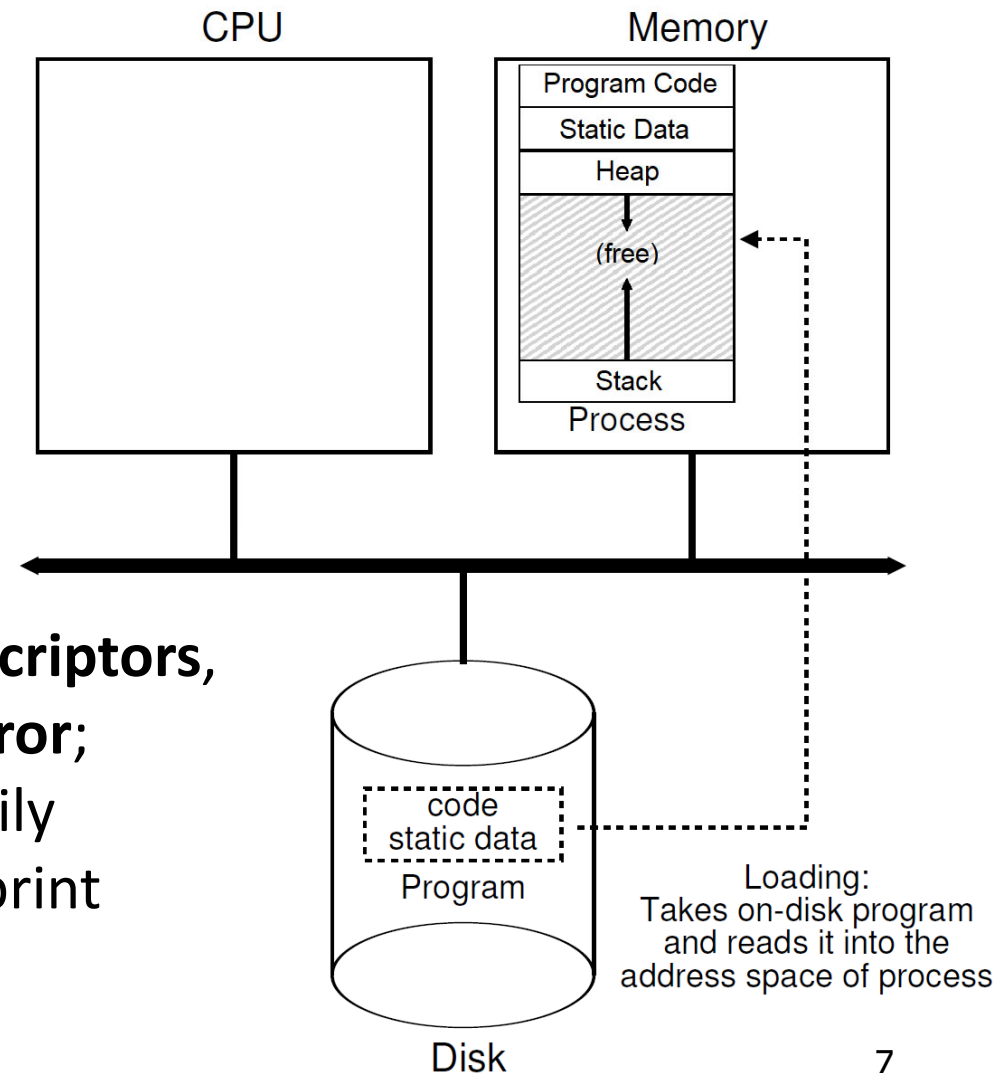 CPU
Memory
Program Code
Static Data
Heap
(free)
Stack
Process
criptors,
ror;
ily
print
code
static data
Program
Loading:
Takes on-disk program
and reads it into the
address space of process
Disk
7